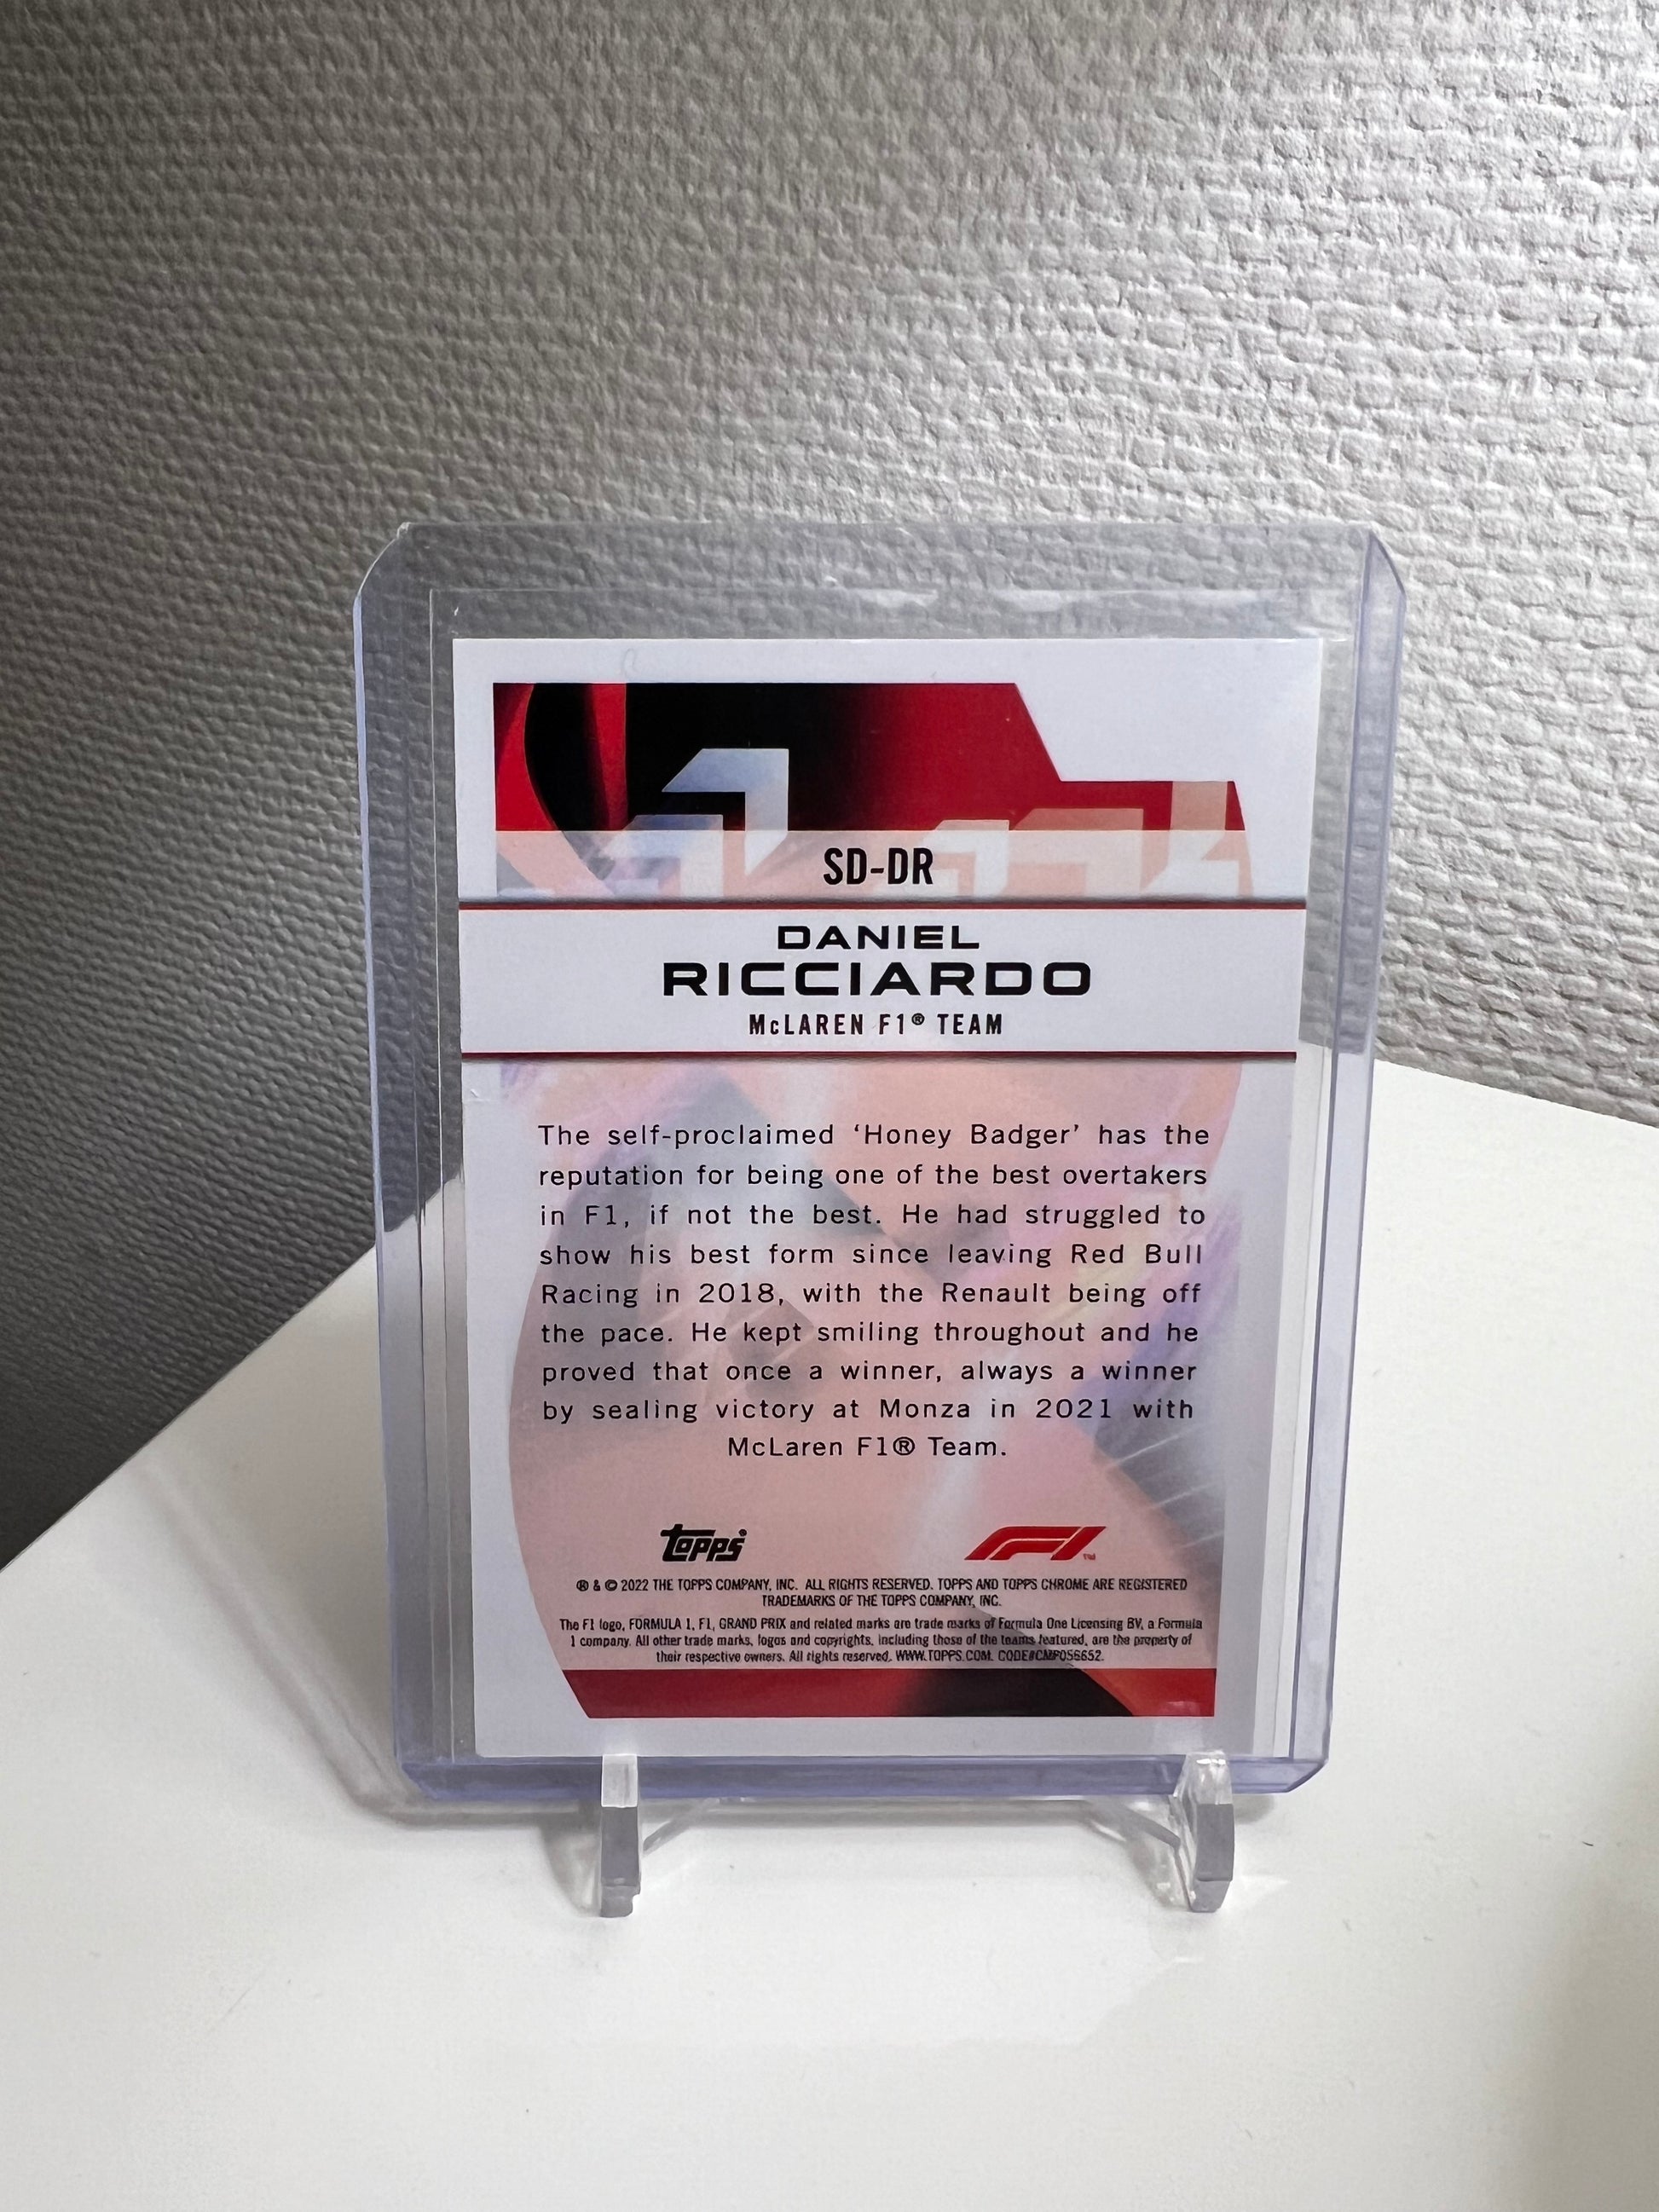 SD-DR
DANIEL
RICCIARDO
McLAREN F1® TEAM
The self-proclaimed ‘Honey Badger’ has the
reputation for being one of the best overtakers
in F1, if not the best. He had struggled to
show his best form since leaving Red Bull
Racing in 2018, with the Renault being off
the pace. He kept smiling throughout and he
proved that once a winner, always a winner
by sealing victory at Monza in 2021 with
McLaren F1® Team.
topps F1™
® & © 2022 THE TOPPS COMPANY, INC. ALL RIGHTS RESERVED. TOPPS AND TOPPS CHROME ARE REGISTERED
TRADEMARKS OF THE TOPPS COMPANY, INC.
The F1 logo, FORMULA 1, F1, GRAND PRIX and related marks are trade marks of Formula One Licensing BV, a Formula
1 company. All other trade marks, logos and copyrights, including those of the teams featured, are the property of
their respective owners. All rights reserved. WWW.TOPPS.COM. CODE#CMP056652.